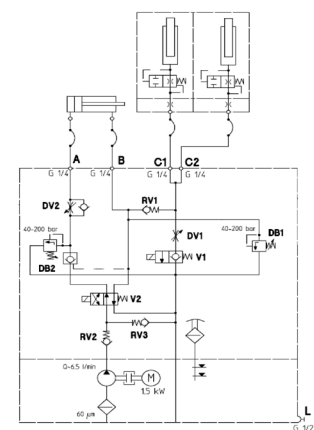 A
B
C1
C2
G 1/4
G 1/4
G 1/4
G 1/4
RV1
DV2
DV1
40-200 bar
40-200 bar
DB1
V1
DB2
V2
RV2
RV3
Q-6.5 l/min
M
1.5 kW
60 µm
L
G 1/2